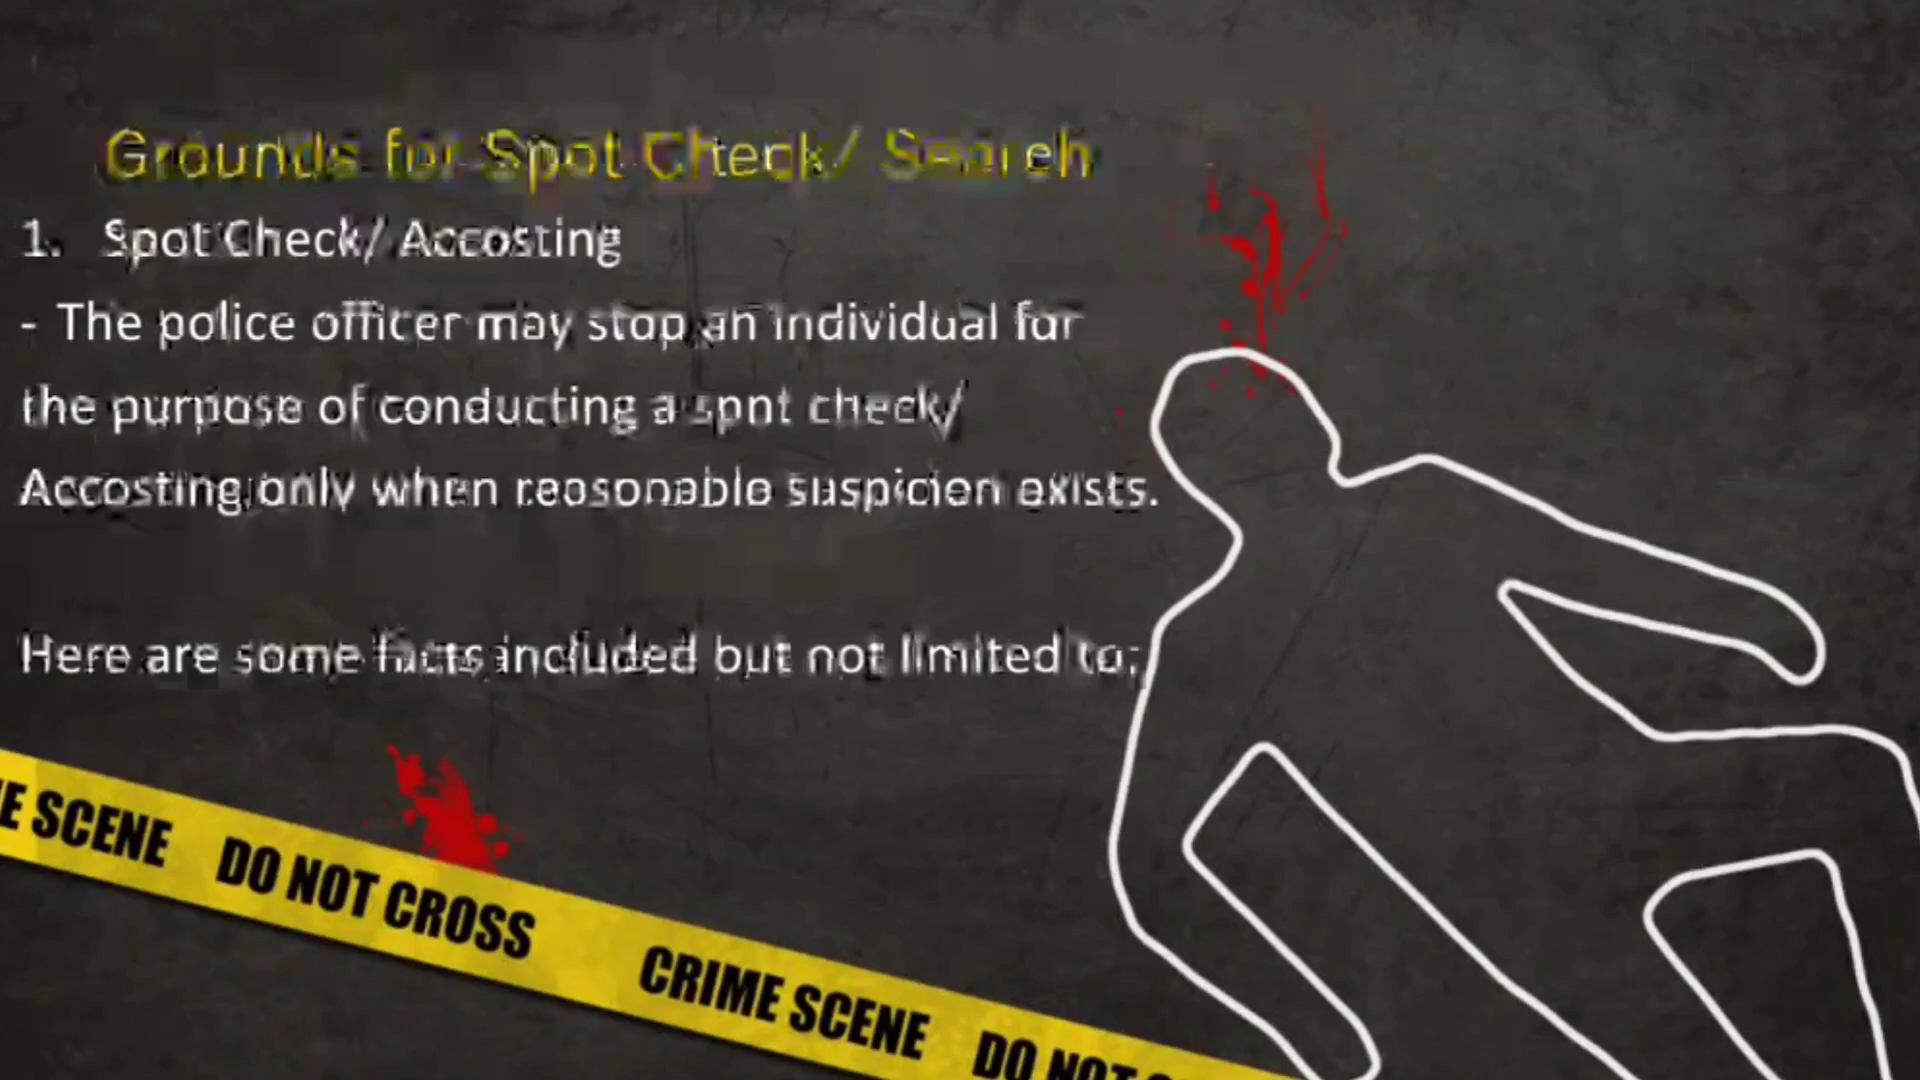 Grounds for Spot Check/ Search
1. Spot Check/ Accosting
- The police officer may stop an individual for
the purpose of conducting a spot check/
Accosting only when reasonable suspicion exists.
Here are some facts included but not limited to;
E SCENE DO NOT CROSS CRIME SCENE DO NOT